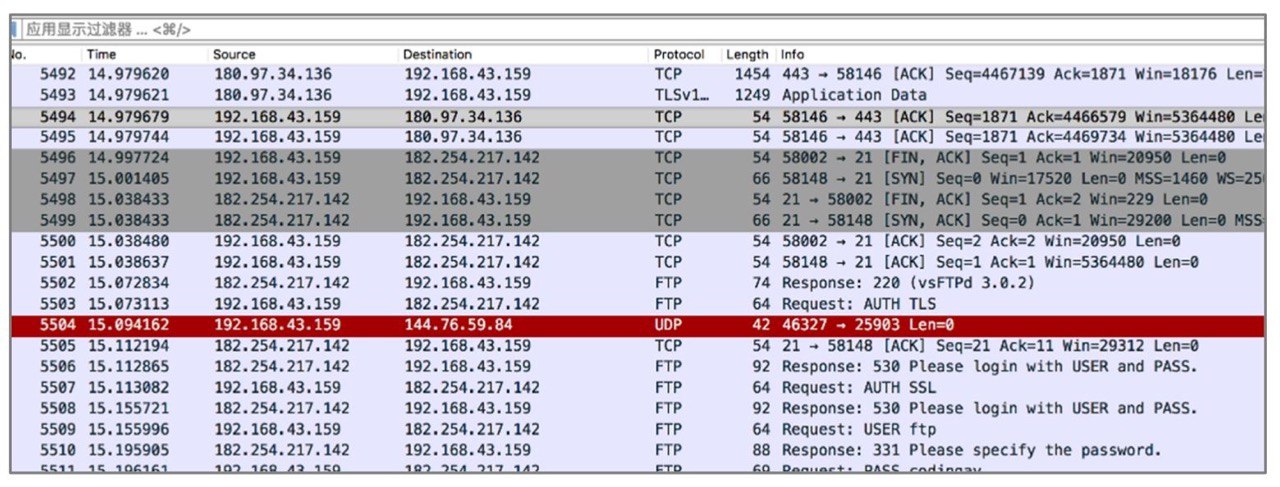 应用显示过滤器 … <⌘/>
No. Time Source Destination Protocol Length Info
5492 14.979620 180.97.34.136 192.168.43.159 TCP 1454 443 → 58146 [ACK] Seq=4467139 Ack=1871 Win=18176 Len=
5493 14.979621 180.97.34.136 192.168.43.159 TLSv1… 1249 Application Data
5494 14.979679 192.168.43.159 180.97.34.136 TCP 54 58146 → 443 [ACK] Seq=1871 Ack=4466579 Win=5364480 Le
5495 14.979744 192.168.43.159 180.97.34.136 TCP 54 58146 → 443 [ACK] Seq=1871 Ack=4469734 Win=5364480 Le
5496 14.997724 192.168.43.159 182.254.217.142 TCP 54 58002 → 21 [FIN, ACK] Seq=1 Ack=1 Win=20950 Len=0
5497 15.001405 192.168.43.159 182.254.217.142 TCP 66 58148 → 21 [SYN] Seq=0 Win=17520 Len=0 MSS=1460 WS=256
5498 15.038433 182.254.217.142 192.168.43.159 TCP 54 21 → 58002 [FIN, ACK] Seq=1 Ack=2 Win=229 Len=0
5499 15.038433 182.254.217.142 192.168.43.159 TCP 66 21 → 58148 [SYN, ACK] Seq=0 Ack=1 Win=29200 Len=0 MSS
5500 15.038480 192.168.43.159 182.254.217.142 TCP 54 58002 → 21 [ACK] Seq=2 Ack=2 Win=20950 Len=0
5501 15.038637 192.168.43.159 182.254.217.142 TCP 54 58148 → 21 [ACK] Seq=1 Ack=1 Win=5364480 Len=0
5502 15.072834 182.254.217.142 192.168.43.159 FTP 74 Response: 220 (vsFTPd 3.0.2)
5503 15.073113 192.168.43.159 182.254.217.142 FTP 64 Request: AUTH TLS
5504 15.094162 192.168.43.159 144.76.59.84 UDP 42 46327 → 25903 Len=0
5505 15.112194 182.254.217.142 192.168.43.159 TCP 54 21 → 58148 [ACK] Seq=21 Ack=11 Win=29312 Len=0
5506 15.112865 182.254.217.142 192.168.43.159 FTP 92 Response: 530 Please login with USER and PASS.
5507 15.113082 192.168.43.159 182.254.217.142 FTP 64 Request: AUTH SSL
5508 15.155721 182.254.217.142 192.168.43.159 FTP 92 Response: 530 Please login with USER and PASS.
5509 15.155996 192.168.43.159 182.254.217.142 FTP 64 Request: USER ftp
5510 15.195905 182.254.217.142 192.168.43.159 FTP 88 Response: 331 Please specify the password.
5511 15.196161 192.168.43.159 182.254.217.142 FTP 69 Request: PASS